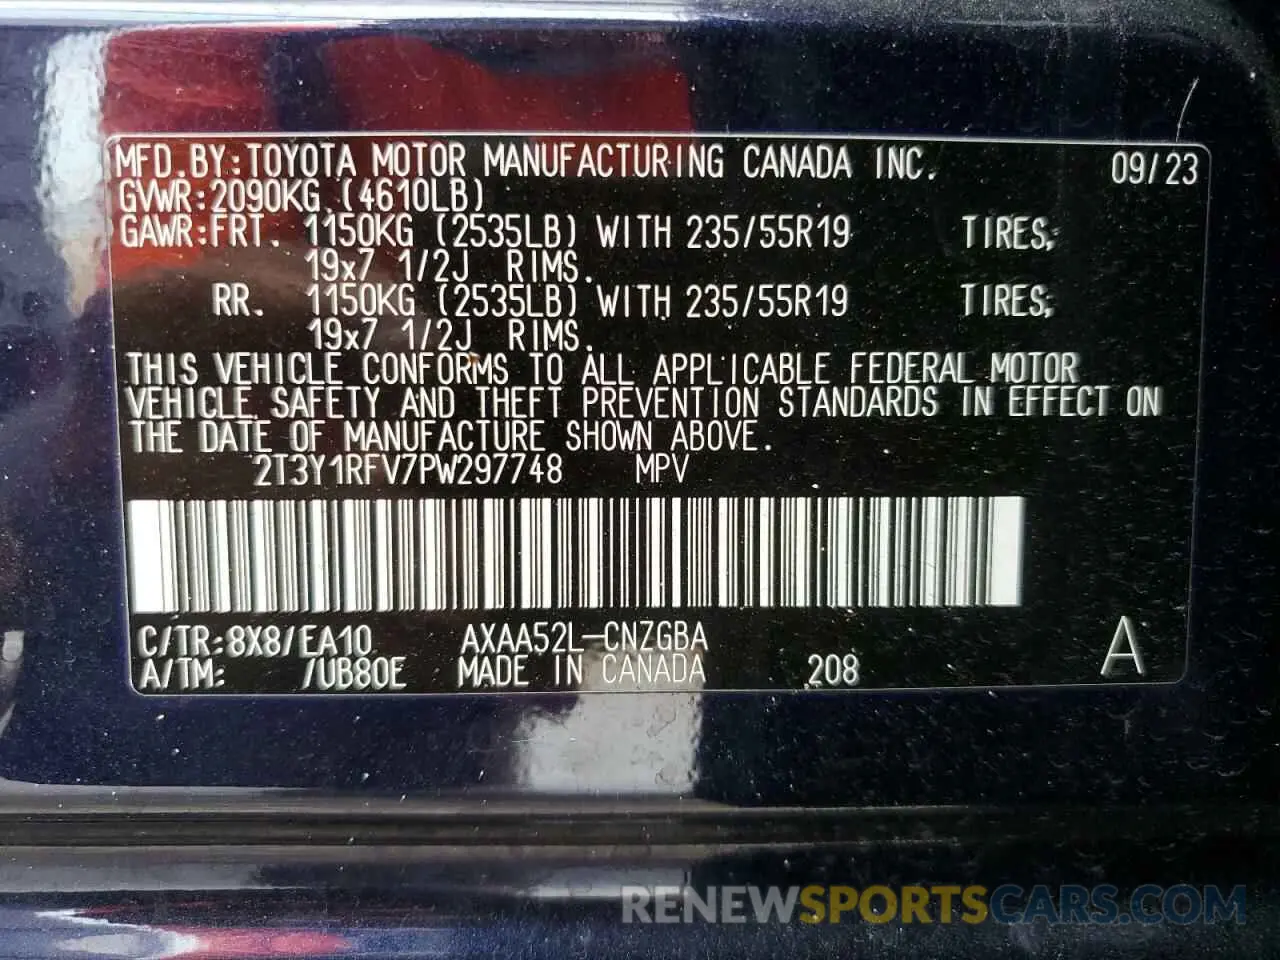 MFD.BY:TOYOTA MOTOR MANUFACTURING CANADA INC. 09/23
GVWR:2090KG (4610LB)
GAWR:FRT. 1150KG (2535LB) WITH 235/55R19 TIRES;
19x7 1/2J RIMS.
RR. 1150KG (2535LB) WITH 235/55R19 TIRES;
19x7 1/2J RIMS.
THIS VEHICLE CONFORMS TO ALL APPLICABLE FEDERAL MOTOR
VEHICLE SAFETY AND THEFT PREVENTION STANDARDS IN EFFECT ON
THE DATE OF MANUFACTURE SHOWN ABOVE.
2T3Y1RFV7PW297748 MPV
C/TR:8X8/EA10 AXAA52L-CNZGBA A
A/TM: /UB80E MADE IN CANADA 208
RENEWSPORTSCARS.COM